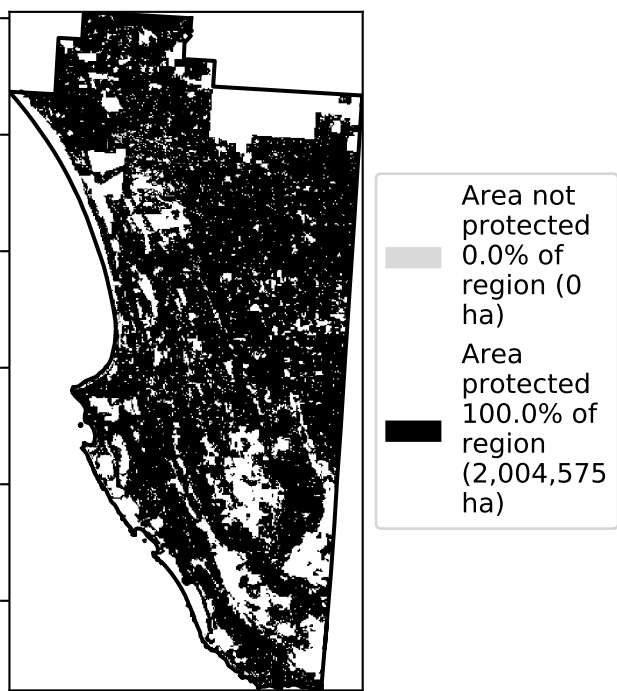 Area not
protected
0.0% of
region (0
ha)
Area
protected
100.0% of
region
(2,004,575
ha)